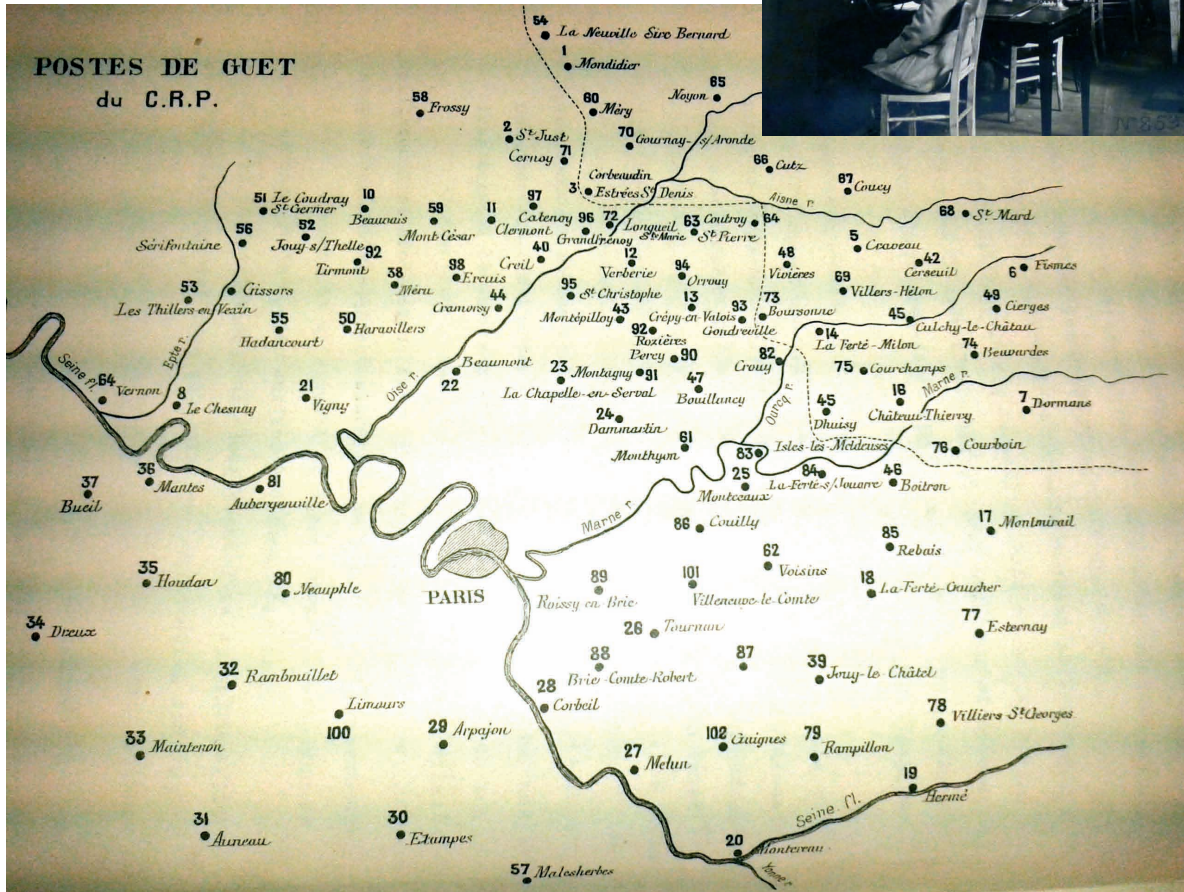 POSTES DE GUET
du C.R.P.
54
La Neuville Sire Bernard
1
Mondidier
58
Frossy
60
Méry
65
Noyon
N°263
2
St Just
70
Gournay-s/Aronde
71
Cernoy
66
Cutz
67
Coucy
3
Corbeaudin
Estrées St Denis
Aisne r.
68
St Mard
51
Le Coudray
St Germer
10
Beauvais
59
Mont César
11
Clermont
97
Catenoy
96
Grandfrenoy
72
Longueil
Ste Marie
63
St Pierre
Coutroy
64
56
Sérifontaine
52
Jouy-s/Thelle
92
Tirmont
40
Creil
12
Verberie
94
Orrouy
48
Vivières
5
Craveau
42
Cerseuil
6
Fismes
53
Les Thillers-en-Vexin
Gissors
38
Méru
98
Ercuis
44
Cramoisy
95
St Christophe
13
Crépy-en-Valois
69
Villers-Hélon
49
Cierges
55
Hadancourt
50
Haravillers
43
Montépilloy
92
Rozières
93
Gondreville
73
Boursonne
14
La Ferté-Milon
45
Culchy-le-Châtau
74
Beuvardes
Seine fl.
Epte r.
Oise r.
Beaumont
22
23
La Chapelle-en-Serval
Percy
90
Montagny
91
47
Bouillancy
82
Crouy
75
Courchamps
Marne r.
64
Vernon
8
Le Chesnay
21
Vigny
24
Dammartin
Ourcq r.
45
Dhuisy
16
Château Thierry
7
Dormans
61
Monthyon
83
Isles-les-Meldeuses
76
Courboin
37
Bueil
36
Mantes
81
Aubergenville
25
Montceaux
84
La-Ferté-s/Jouarre
46
Boitron
Marne r.
86
Couilly
85
Rebais
17
Montmirail
35
Houdan
80
Neauphle
PARIS
89
Roissy-en-Brie
101
Villeneuve-le-Comte
62
Voisins
18
La-Ferté-Gaucher
34
Dreux
26
Tournan
77
Esternay
32
Rambouillet
88
Brie-Comte-Robert
87
39
Jouy-le-Châtel
Limours
100
28
Corbeil
78
Villiers-St Georges
33
Maintenon
29
Arpajon
27
Melun
102
Guignes
79
Rampillon
19
Hermé
Seine fl.
31
Auneau
30
Etampes
20
Montereau
Yonne r.
57
Malesherbes